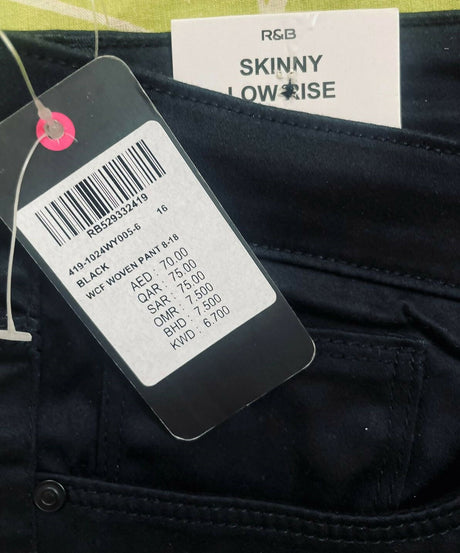 R&B
SKINNY
LOW RISE
RB529332419
419-1024WY005-6 16
BLACK
WCF WOVEN PANT 8-18
AED : 70.00
QAR : 75.00
SAR : 75.00
OMR : 7.500
BHD : 7.500
KWD : 6.700